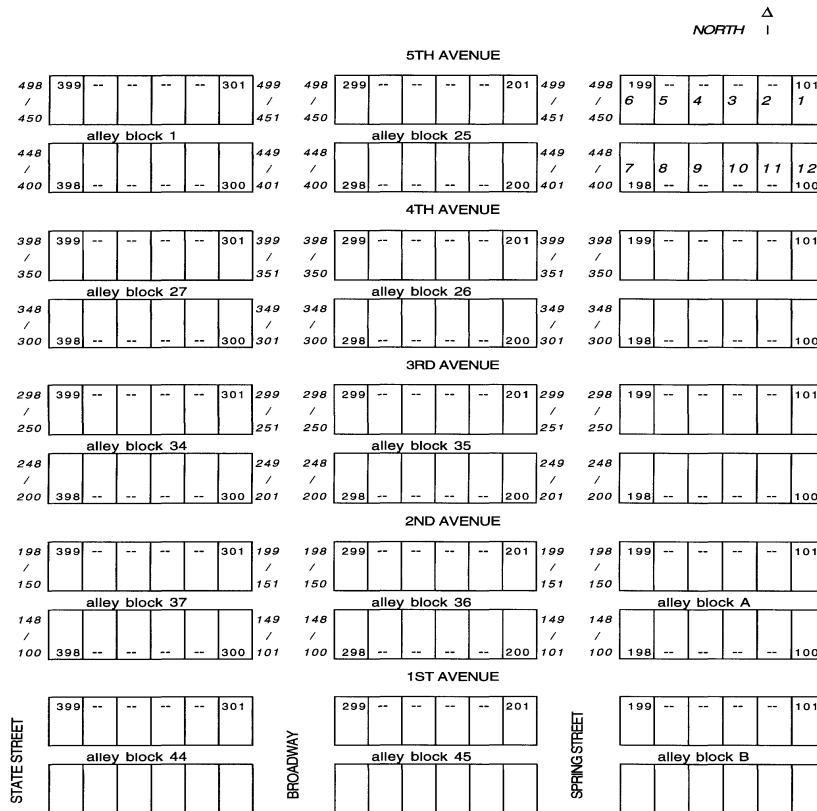 Δ
NORTH I
5TH AVENUE
498 399 -- -- -- -- 301 499 498 299 -- -- -- -- 201 499 498 199 -- -- -- -- 101
/ / / / / 6 5 4 3 2 1
450 451 450 451 450
alley block 1 alley block 25
448 449 448 449 448
/ / / / / 7 8 9 10 11 12
400 398 -- -- -- -- 300 401 400 298 -- -- -- -- 200 401 400 198 -- -- -- -- 100
4TH AVENUE
398 399 -- -- -- -- 301 399 398 299 -- -- -- -- 201 399 398 199 -- -- -- -- 101
/ / / / /
350 351 350 351 350
alley block 27 alley block 26
348 349 348 349 348
/ / / / /
300 398 -- -- -- -- 300 301 300 298 -- -- -- -- 200 301 300 198 -- -- -- -- 100
3RD AVENUE
298 399 -- -- -- -- 301 299 298 299 -- -- -- -- 201 299 298 199 -- -- -- -- 101
/ / / / /
250 251 250 251 250
alley block 34 alley block 35
248 249 248 249 248
/ / / / /
200 398 -- -- -- -- 300 201 200 298 -- -- -- -- 200 201 200 198 -- -- -- -- 100
2ND AVENUE
198 399 -- -- -- -- 301 199 198 299 -- -- -- -- 201 199 198 199 -- -- -- -- 101
/ / / / /
150 151 150 151 150
alley block 37 alley block 36 alley block A
148 149 148 149 148
/ / / / /
100 398 -- -- -- -- 300 101 100 298 -- -- -- -- 200 101 100 198 -- -- -- -- 100
1ST AVENUE
399 -- -- -- -- 301 299 -- -- -- -- 201 199 -- -- -- -- 101
alley block 44 alley block 45 alley block B
STATE STREET
BROADWAY
SPRING STREET